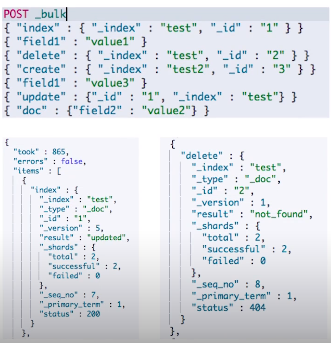 POST _bulk
{ "index" : { "_index" : "test", "_id" : "1" } }
{ "field1" : "value1" }
{ "delete" : { "_index" : "test", "_id" : "2" } }
{ "create" : { "_index" : "test2", "_id" : "3" } }
{ "field1" : "value3" }
{ "update" : {"_id" : "1", "_index" : "test"} }
{ "doc" : {"field2" : "value2"} }
{
"took" : 865,
"errors" : false,
"items" : [
{
"index" : {
"_index" : "test",
"_type" : "_doc",
"_id" : "1",
"_version" : 5,
"result" : "updated",
"_shards" : {
"total" : 2,
"successful" : 2,
"failed" : 0
},
"_seq_no" : 7,
"_primary_term" : 1,
"status" : 200
}
},
{
"delete" : {
"_index" : "test",
"_type" : "_doc",
"_id" : "2",
"_version" : 1,
"result" : "not_found",
"_shards" : {
"total" : 2,
"successful" : 2,
"failed" : 0
},
"_seq_no" : 8,
"_primary_term" : 1,
"status" : 404
}
},